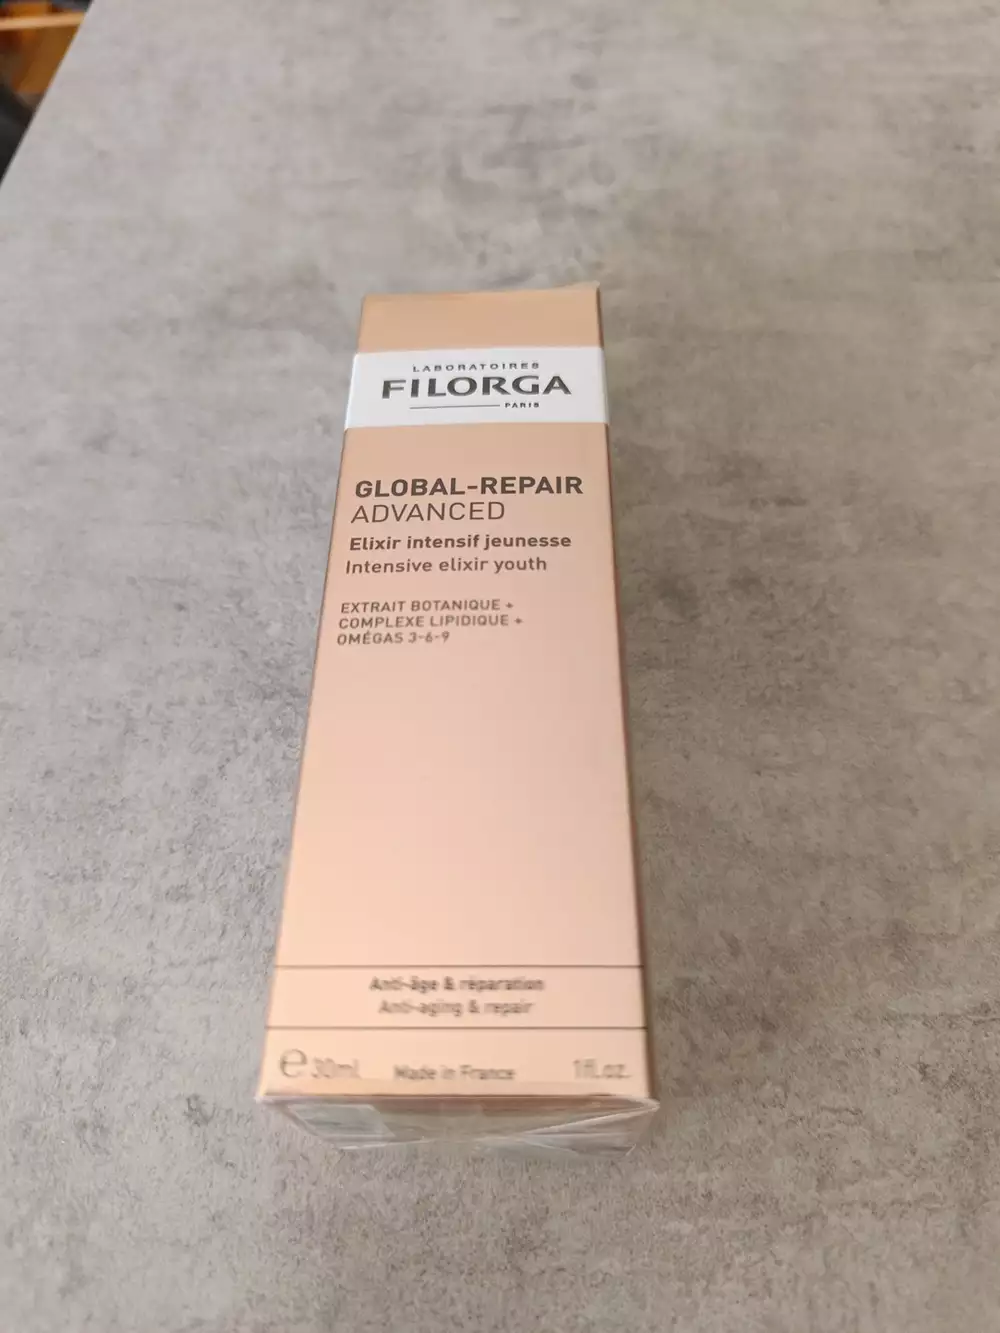 LABORATOIRES
FILORGA
PARIS
GLOBAL-REPAIR
ADVANCED
Elixir intensif jeunesse
Intensive elixir youth
EXTRAIT BOTANIQUE +
COMPLEXE LIPIDIQUE +
OMÉGAS 3-6-9
Anti-âge & réparation
Anti-aging & repair
℮ 30ml Made in France 1fl.oz.